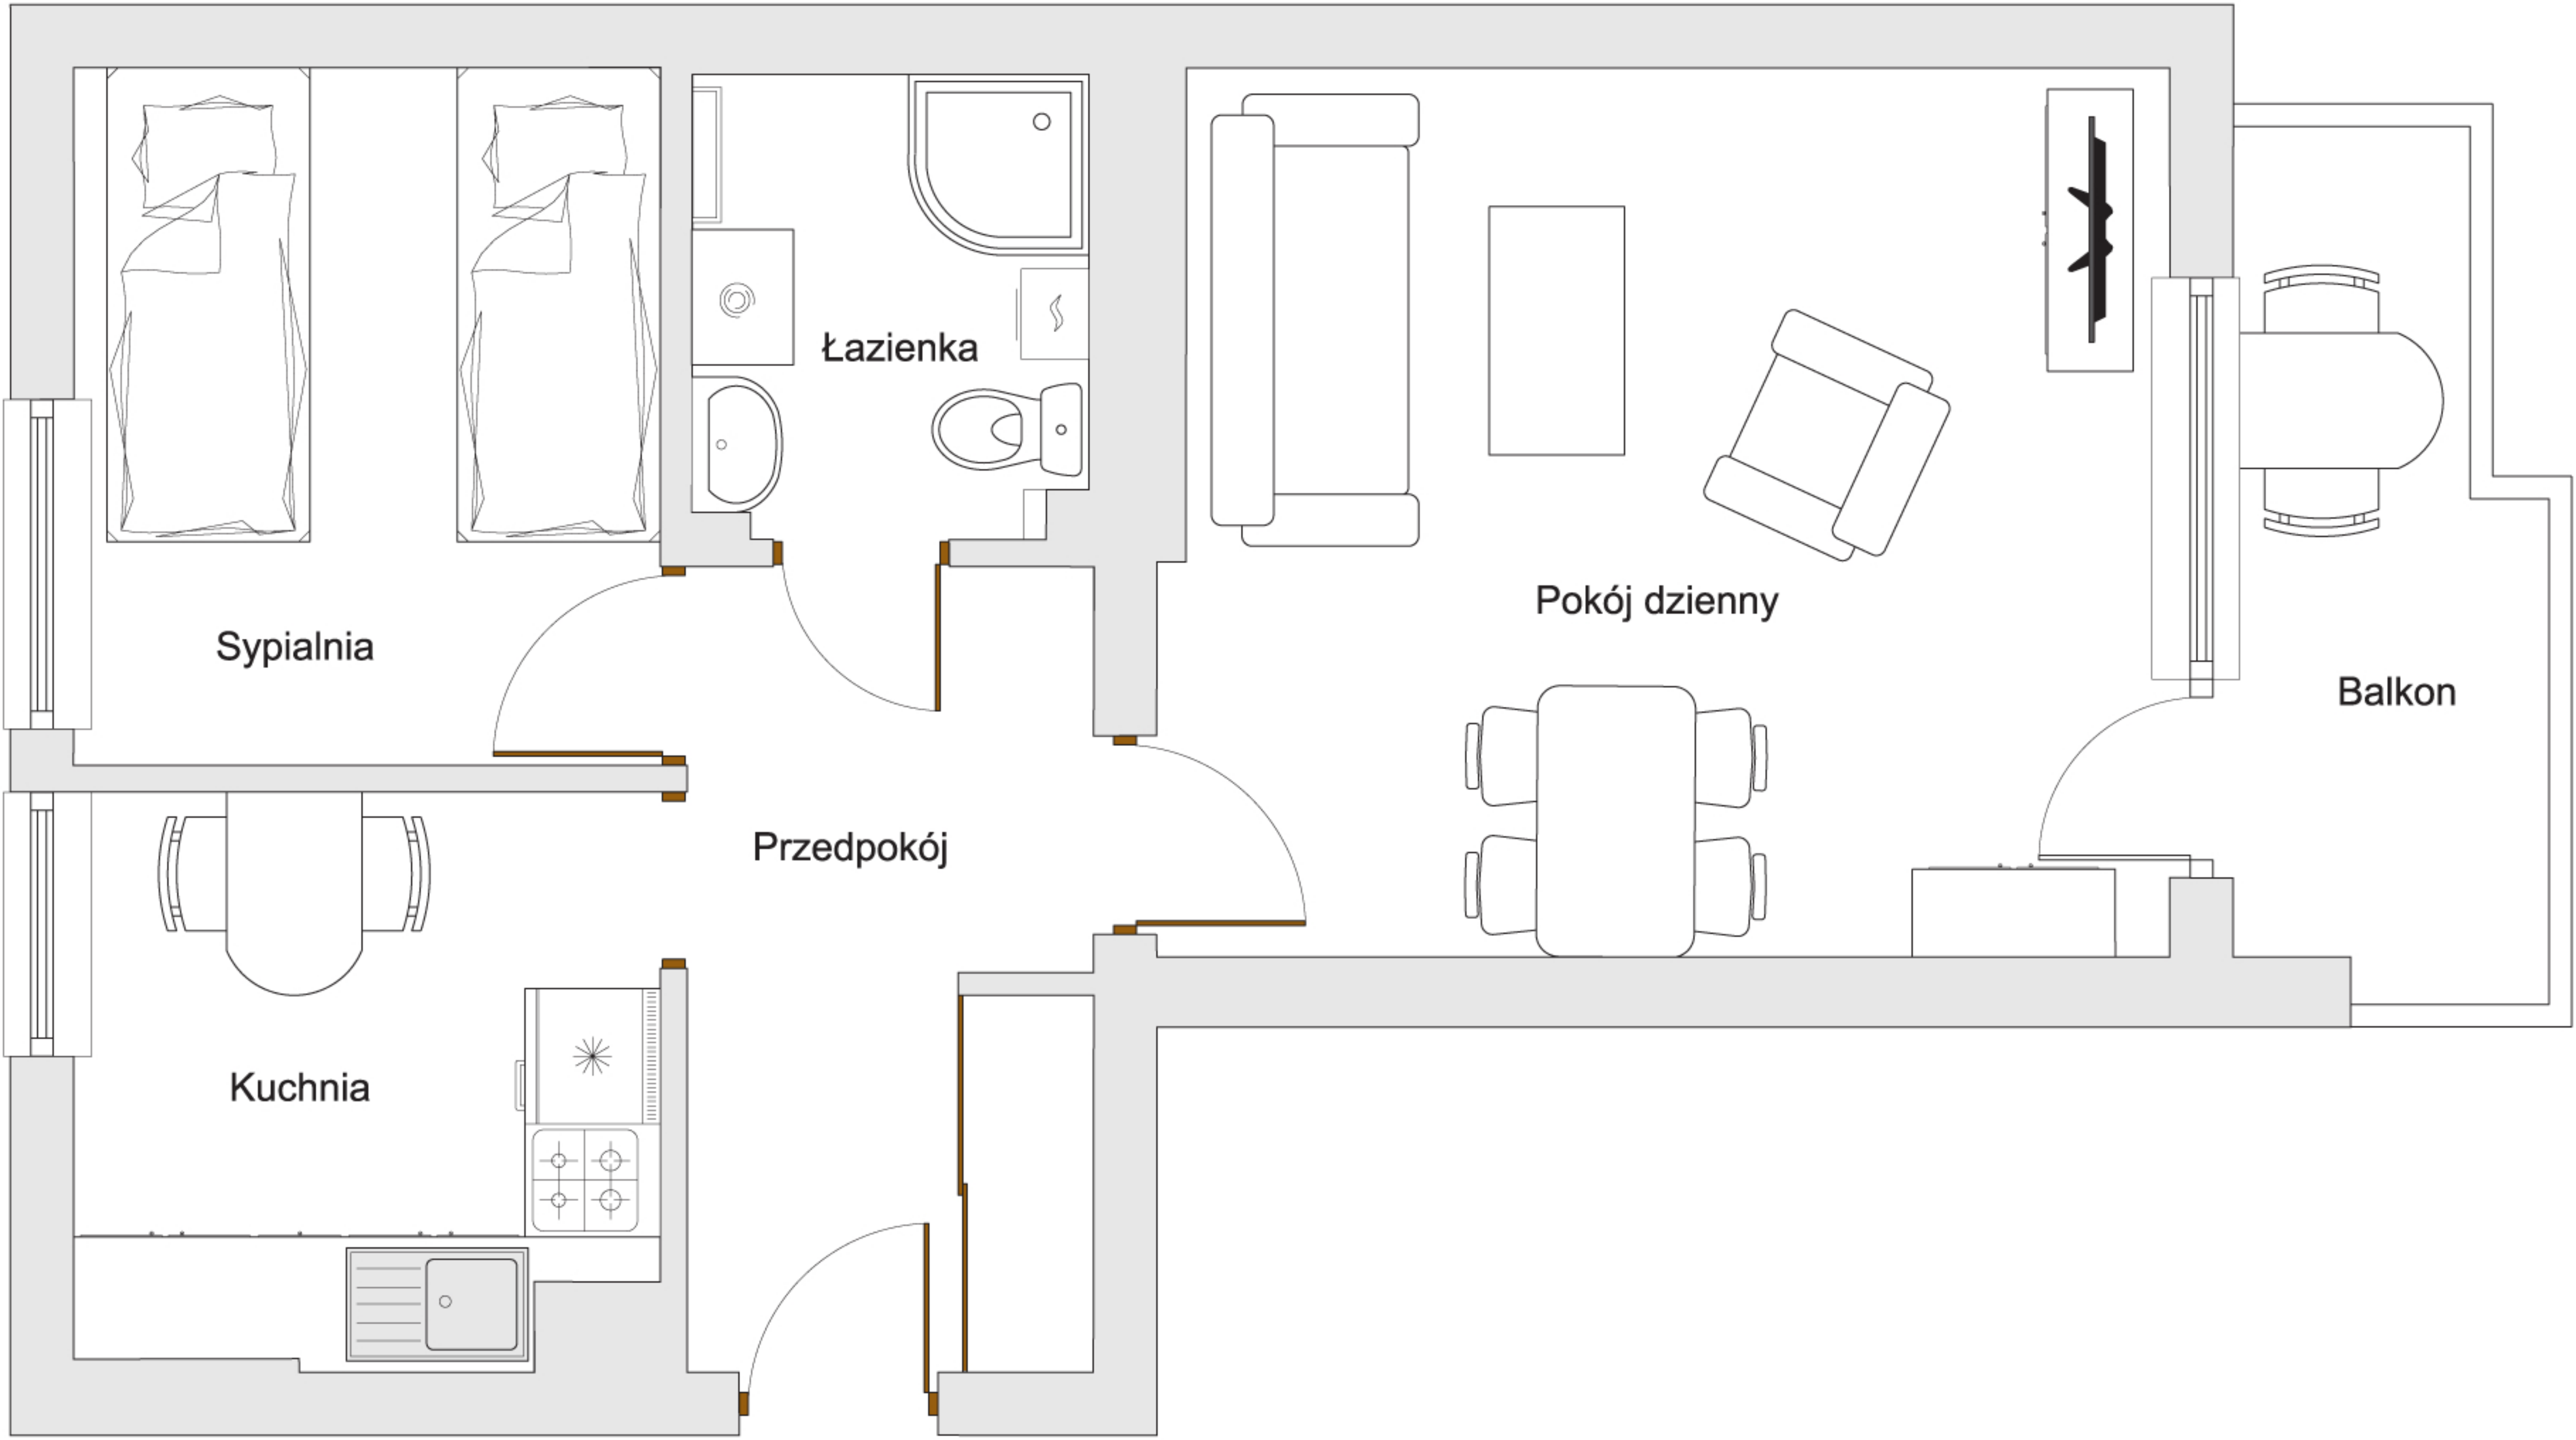 Łazienka
Pokój dzienny
Sypialnia
Balkon
Przedpokój
Kuchnia